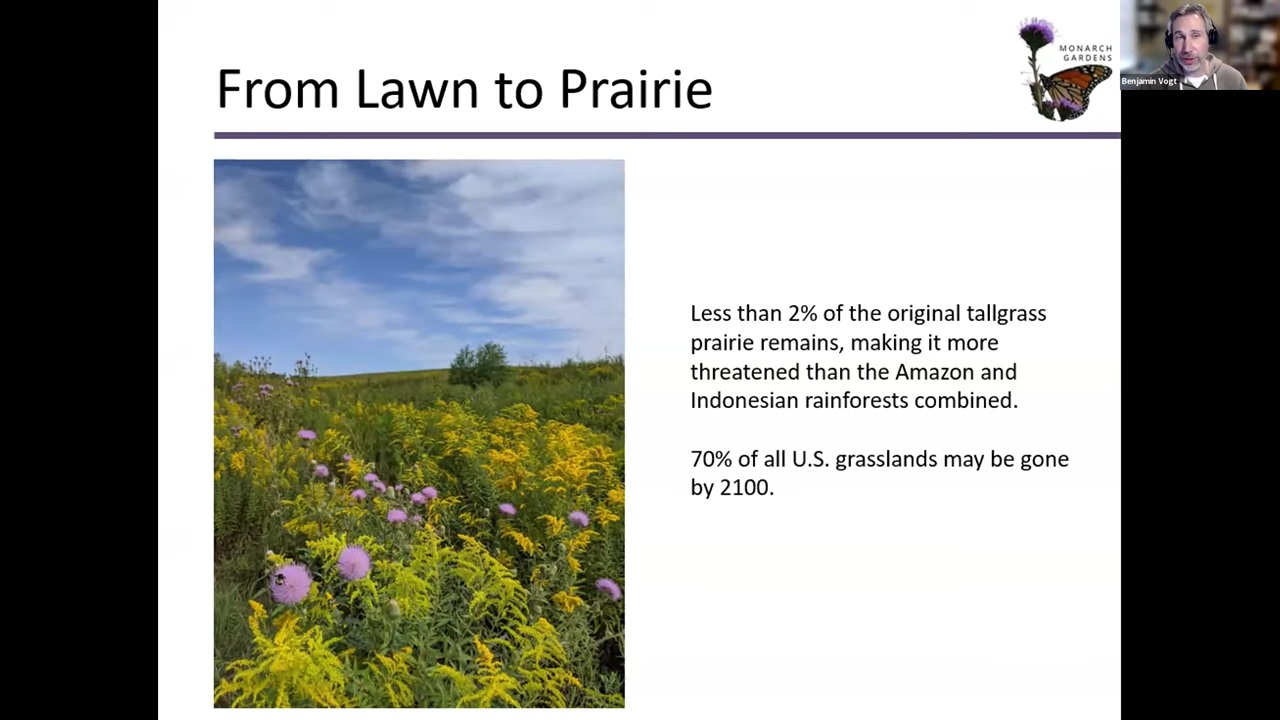 From Lawn to Prairie
MONARCH
GARDENS
Benjamin Vogt
Less than 2% of the original tallgrass
prairie remains, making it more
threatened than the Amazon and
Indonesian rainforests combined.
70% of all U.S. grasslands may be gone
by 2100.